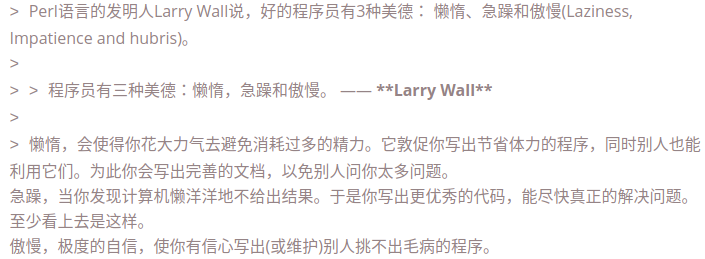 > Perl语言的发明人Larry Wall说，好的程序员有3种美德： 懒惰、急躁和傲慢(Laziness,
Impatience and hubris)。
>
> > 程序员有三种美德：懒惰，急躁和傲慢。 —— **Larry Wall**
>
> 懒惰，会使得你花大力气去避免消耗过多的精力。它敦促你写出节省体力的程序，同时别人也能
利用它们。为此你会写出完善的文档，以免别人问你太多问题。
急躁，当你发现计算机懒洋洋地不给出结果。于是你写出更优秀的代码，能尽快真正的解决问题。
至少看上去是这样。
傲慢，极度的自信，使你有信心写出(或维护)别人挑不出毛病的程序。